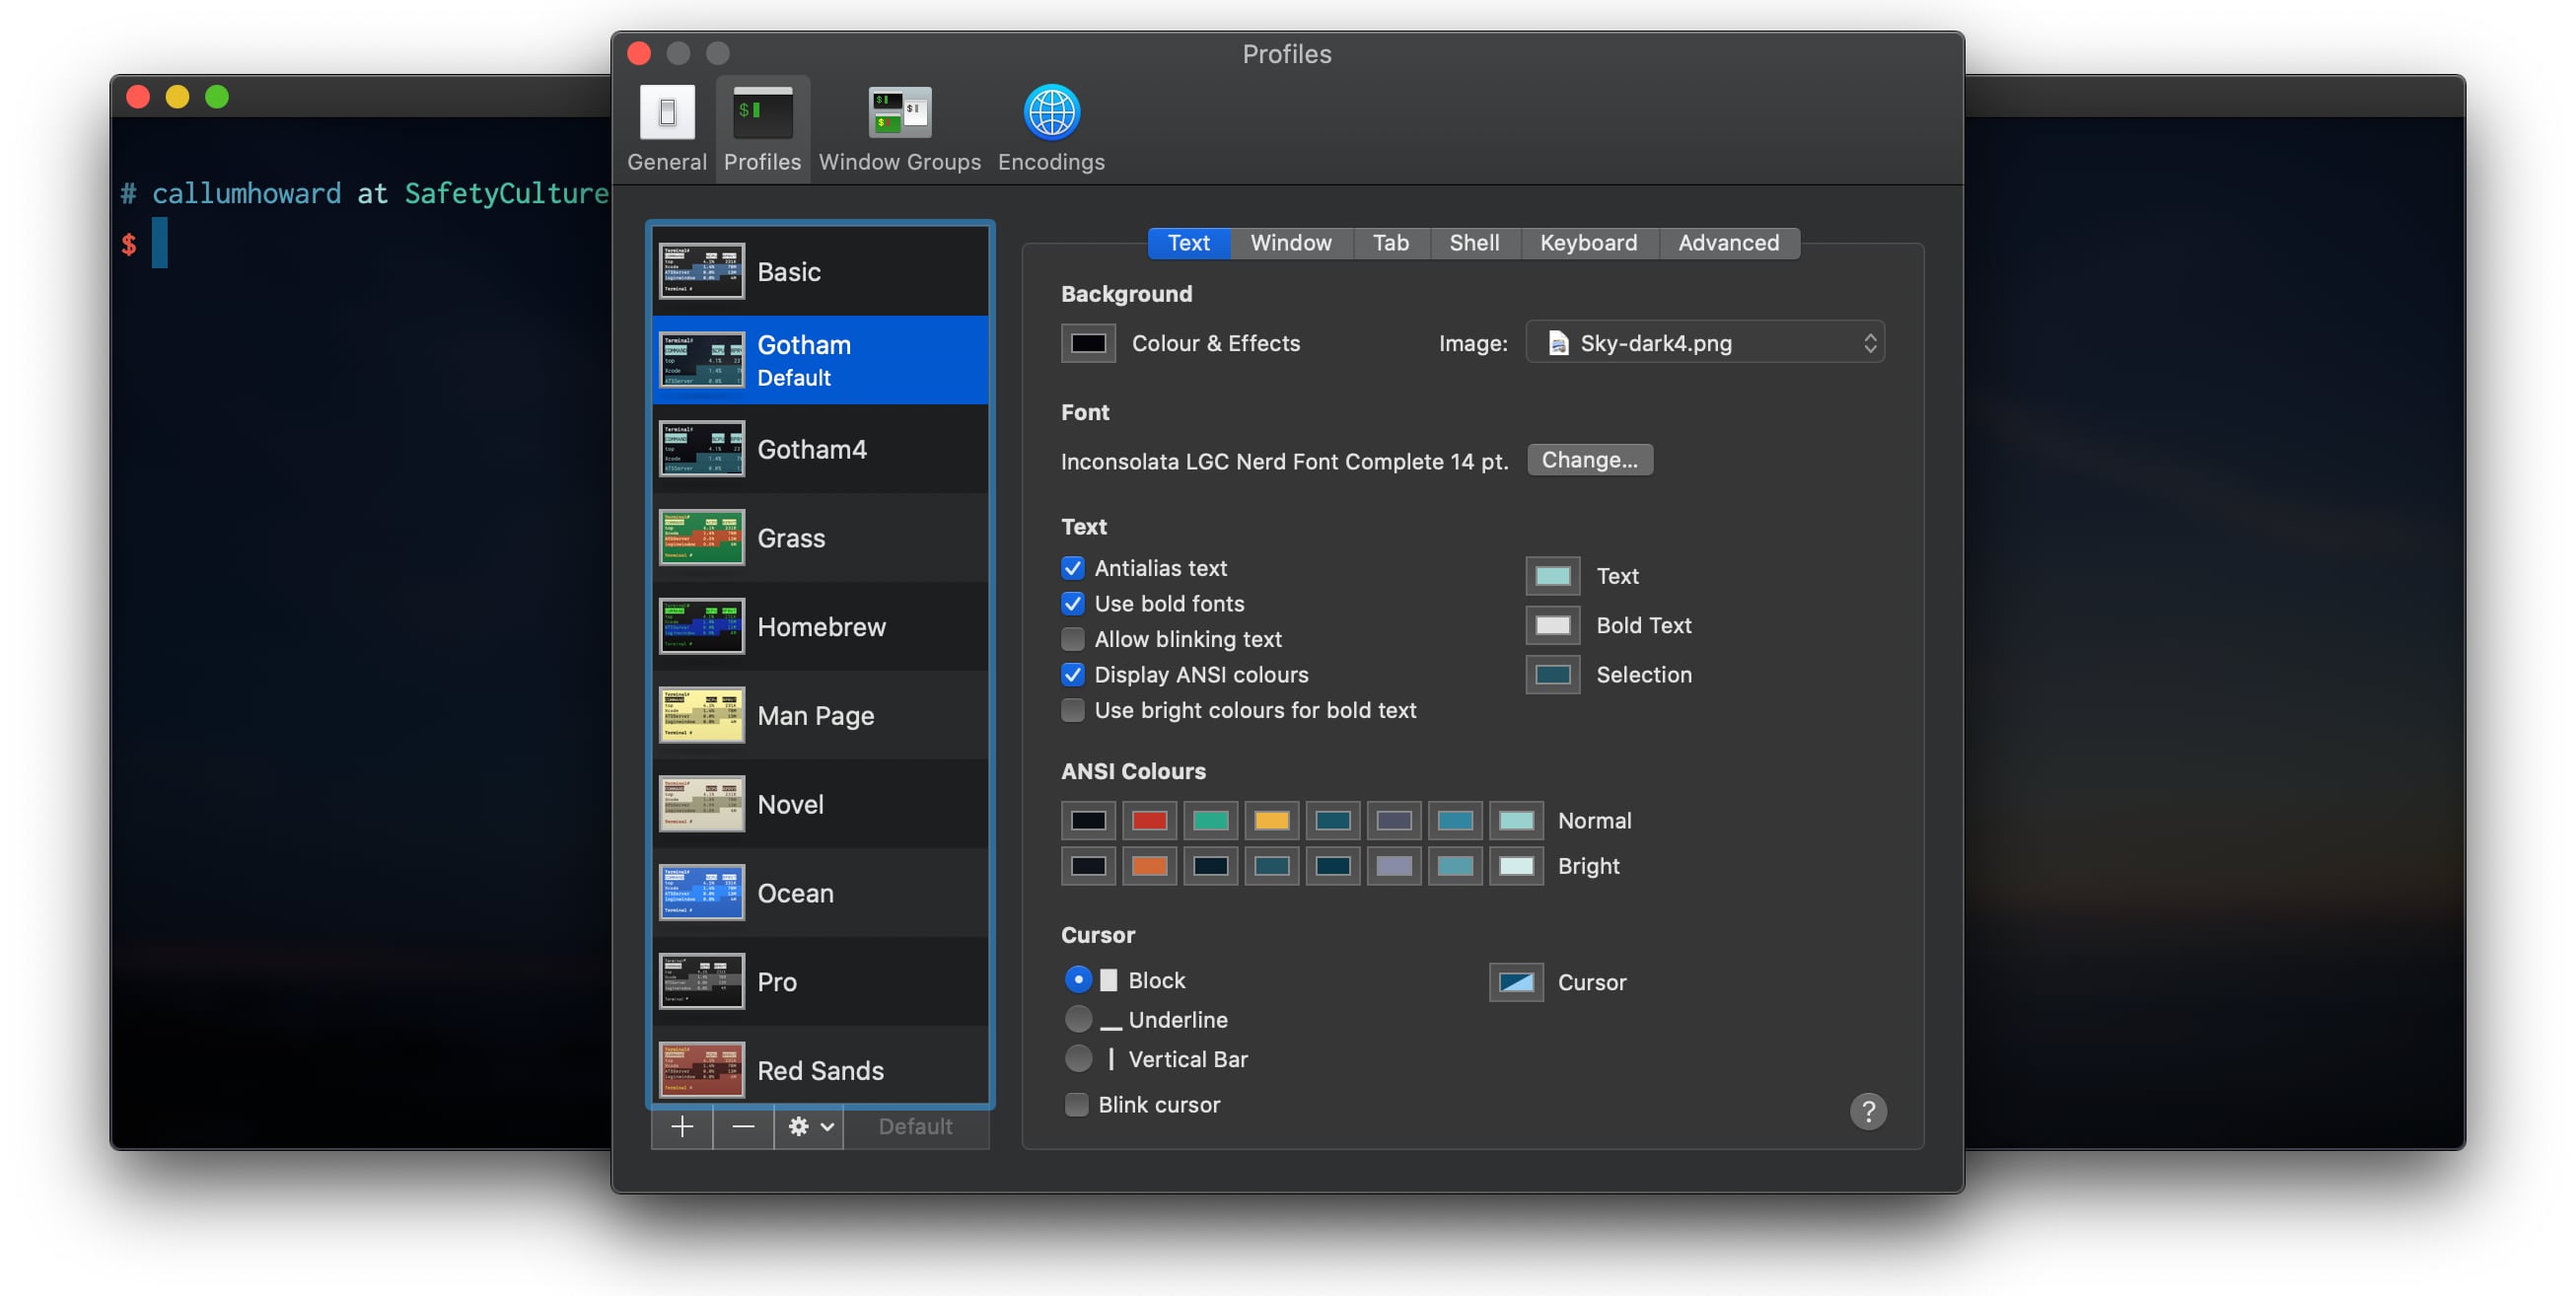 Profiles
General Profiles Window Groups Encodings
# callumhoward at SafetyCulture
$
Basic
Gotham
Default
Gotham4
Grass
Homebrew
Man Page
Novel
Ocean
Pro
Red Sands
Default
Text Window Tab Shell Keyboard Advanced
Background
Colour & Effects Image: Sky-dark4.png
Font
Inconsolata LGC Nerd Font Complete 14 pt. Change...
Text
Antialias text
Use bold fonts
Allow blinking text
Display ANSI colours
Use bright colours for bold text
Text
Bold Text
Selection
ANSI Colours
Normal
Bright
Cursor
Block
Underline
Vertical Bar
Blink cursor
Cursor
?